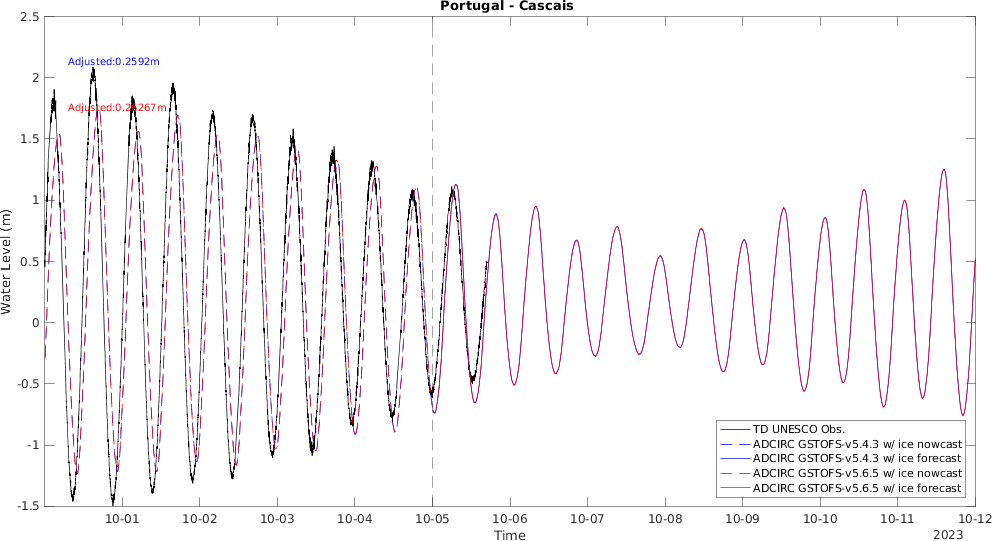 Portugal - Cascais
2.5
2
1.5
1
0.5
0
-0.5
-1
-1.5
Water Level (m)
Adjusted:0.2592m
10-01
10-02
10-03
10-04
10-05
10-06
10-07
10-08
10-09
10-10
10-11
10-12
Time
2023
TD UNESCO Obs.
ADCIRC GSTOFS-v5.4.3 w/ ice nowcast
ADCIRC GSTOFS-v5.4.3 w/ ice forecast
ADCIRC GSTOFS-v5.6.5 w/ ice nowcast
ADCIRC GSTOFS-v5.6.5 w/ ice forecast